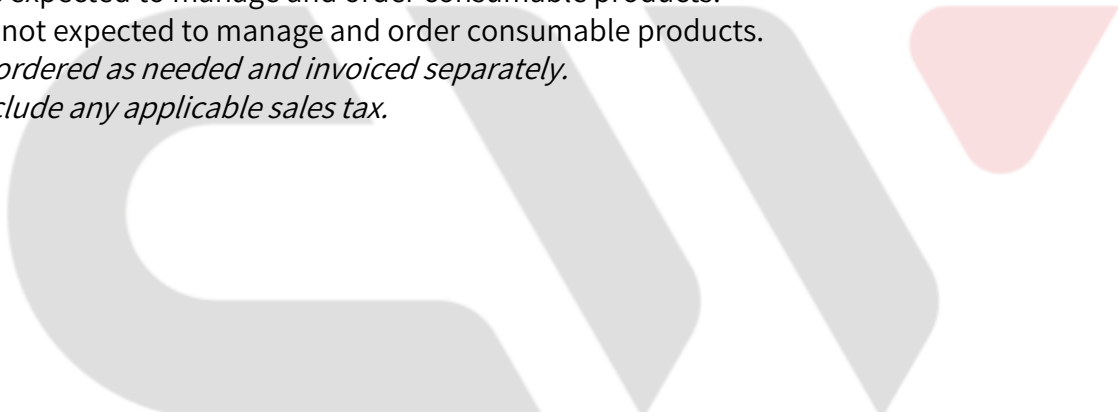 expected to manage and order consumable products.
not expected to manage and order consumable products.
ordered as needed and invoiced separately.
any applicable sales tax.